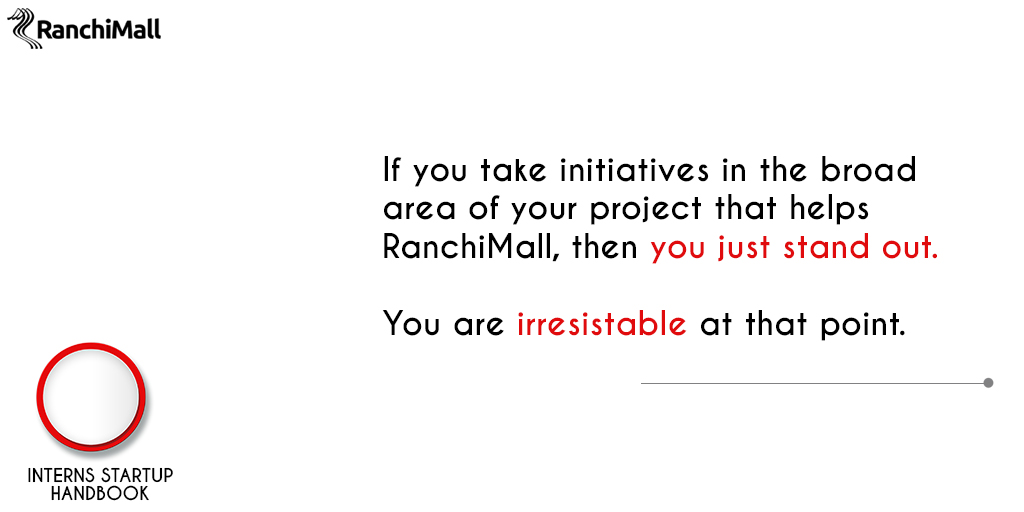 RanchiMall
If you take initiatives in the broad
area of your project that helps
RanchiMall, then you just stand out.
You are irresistable at that point.
INTERNS STARTUP
HANDBOOK